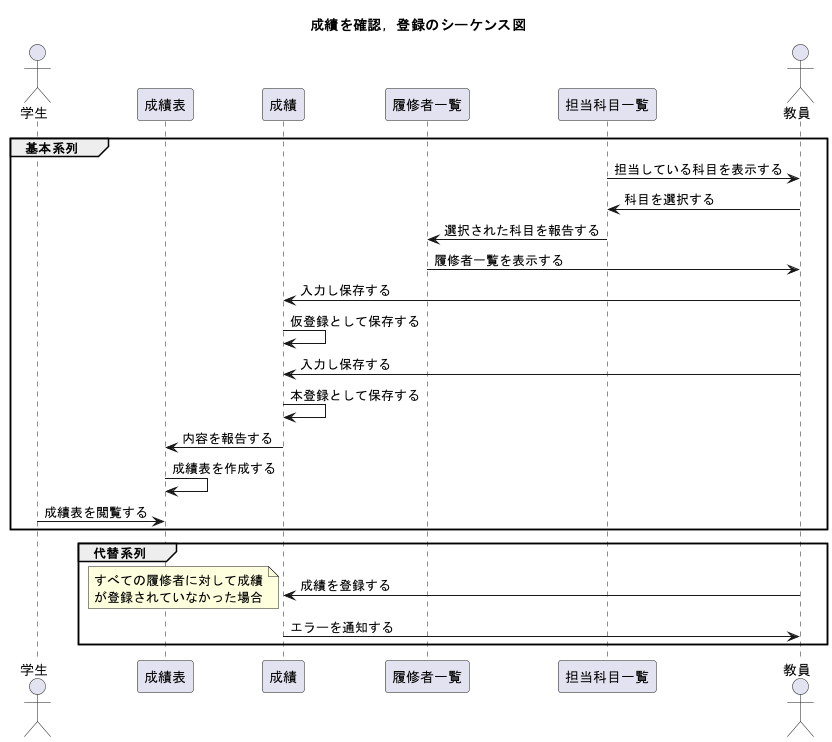 成績を確認，登録のシーケンス図
学生
成績表
成績
履修者一覧
担当科目一覧
教員
基本系列
担当している科目を表示する
科目を選択する
選択された科目を報告する
履修者一覧を表示する
入力し保存する
仮登録として保存する
入力し保存する
本登録として保存する
内容を報告する
成績表を作成する
成績表を閲覧する
代替系列
すべての履修者に対して成績
が登録されていなかった場合
成績を登録する
エラーを通知する
学生
成績表
成績
履修者一覧
担当科目一覧
教員